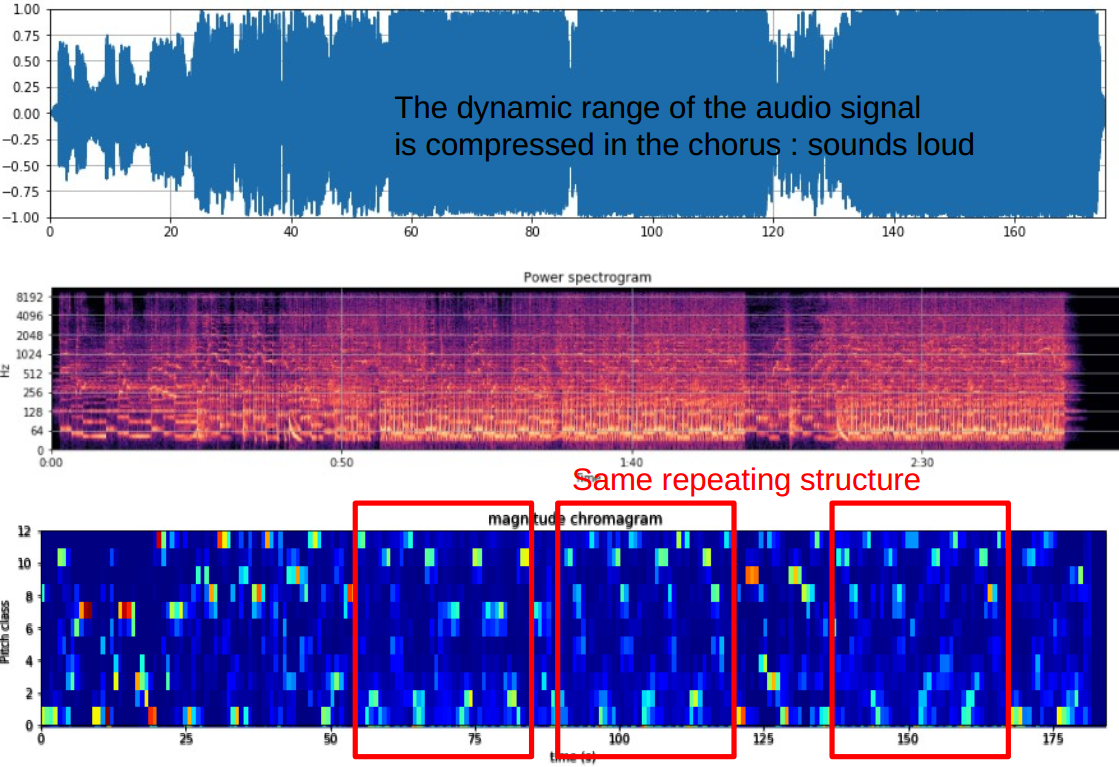 1.00
0.75
0.50
0.25
0.00
−0.25
−0.50
−0.75
−1.00
The dynamic range of the audio signal
is compressed in the chorus : sounds loud
0 20 40 60 80 100 120 140 160
Power spectrogram
8192
4096
2048
1024
512
256
128
64
0
Hz
0:00 0:50 1:40 2:30
Time
Same repeating structure
magnitude chromagram
12
10
8
6
4
2
0
Pitch class
0 25 50 75 100 125 150 175
time (s)